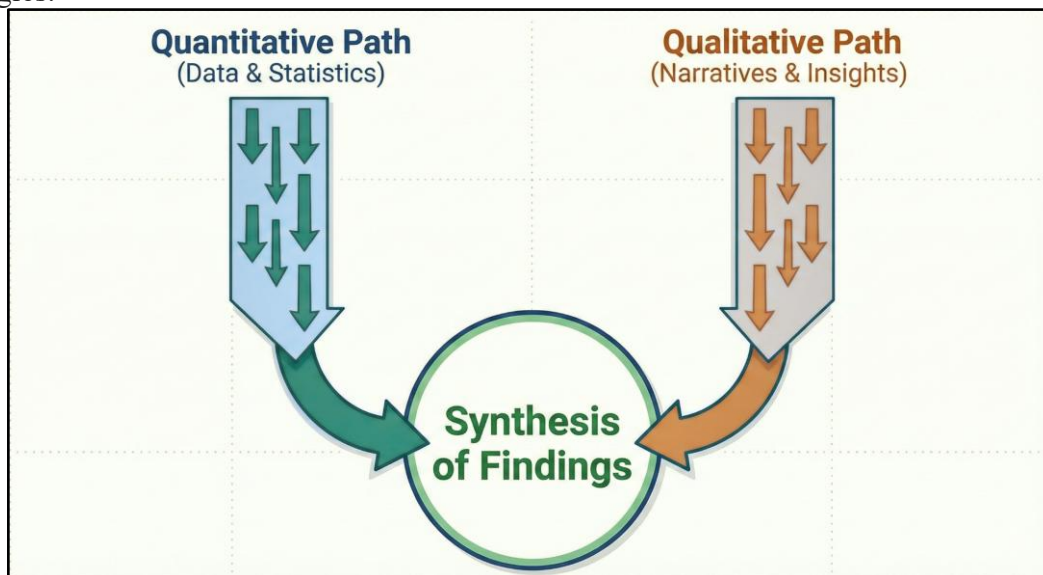 Quantitative Path
(Data & Statistics)
Qualitative Path
(Narratives & Insights)
Synthesis
of Findings